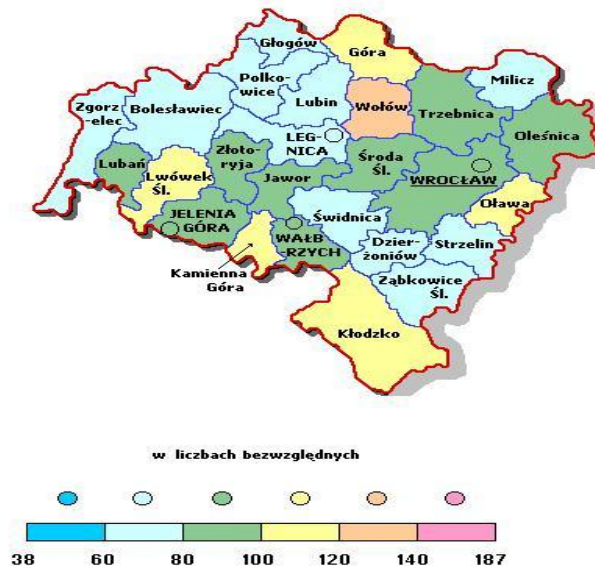 Głogów
Góra
Polko-
wice
Milicz
Zgorz-
-elec
Bolesławiec
Lubin
Wołów
Trzebnica
LEG-
NICA
Oleśnica
Lubań
Złoto-
ryja
Środa
Śl.
Lwówek
Śl.
Jawor
WROCŁAW
JELENIA
GÓRA
Świdnica
Oława
WAŁB
-RZYCH
Dzier-
żoniów
Strzelin
Kamienna
Góra
Ząbkowice
Śl.
Kłodzko
w liczbach bezwzględnych
38 60 80 100 120 140 187